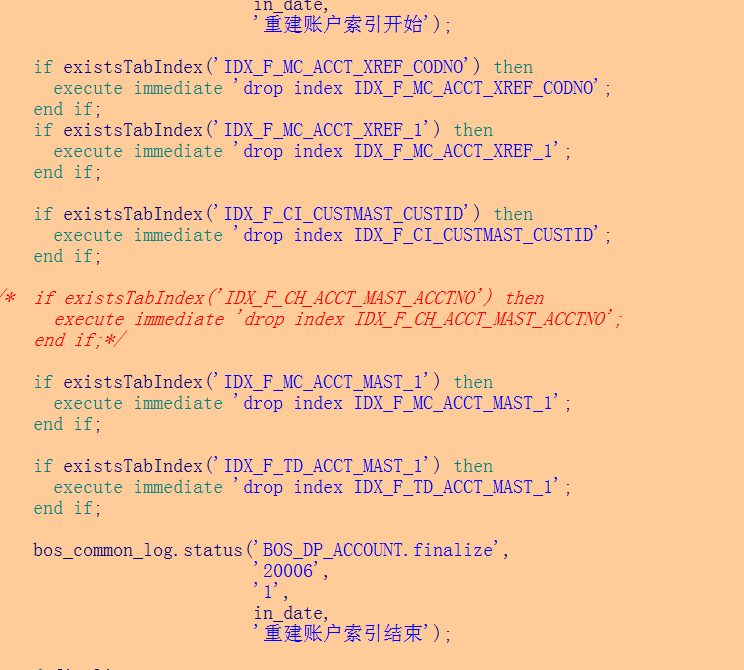 in_date,
'重建账户索引开始');
if existsTabIndex('IDX_F_MC_ACCT_XREF_CODNO') then
execute immediate 'drop index IDX_F_MC_ACCT_XREF_CODNO';
end if;
if existsTabIndex('IDX_F_MC_ACCT_XREF_1') then
execute immediate 'drop index IDX_F_MC_ACCT_XREF_1';
end if;
if existsTabIndex('IDX_F_CI_CUSTMAST_CUSTID') then
execute immediate 'drop index IDX_F_CI_CUSTMAST_CUSTID';
end if;
/* if existsTabIndex('IDX_F_CH_ACCT_MAST_ACCTNO') then
execute immediate 'drop index IDX_F_CH_ACCT_MAST_ACCTNO';
end if;*/
if existsTabIndex('IDX_F_MC_ACCT_MAST_1') then
execute immediate 'drop index IDX_F_MC_ACCT_MAST_1';
end if;
if existsTabIndex('IDX_F_TD_ACCT_MAST_1') then
execute immediate 'drop index IDX_F_TD_ACCT_MAST_1';
end if;
bos_common_log.status('BOS_DP_ACCOUNT.finalize',
'20006',
'1',
in_date,
'重建账户索引结束');